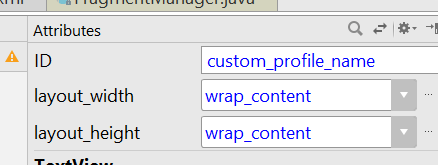 FragmentManager.java
Attributes
ID custom_profile_name
layout_width wrap_content
layout_height wrap_content
TextView